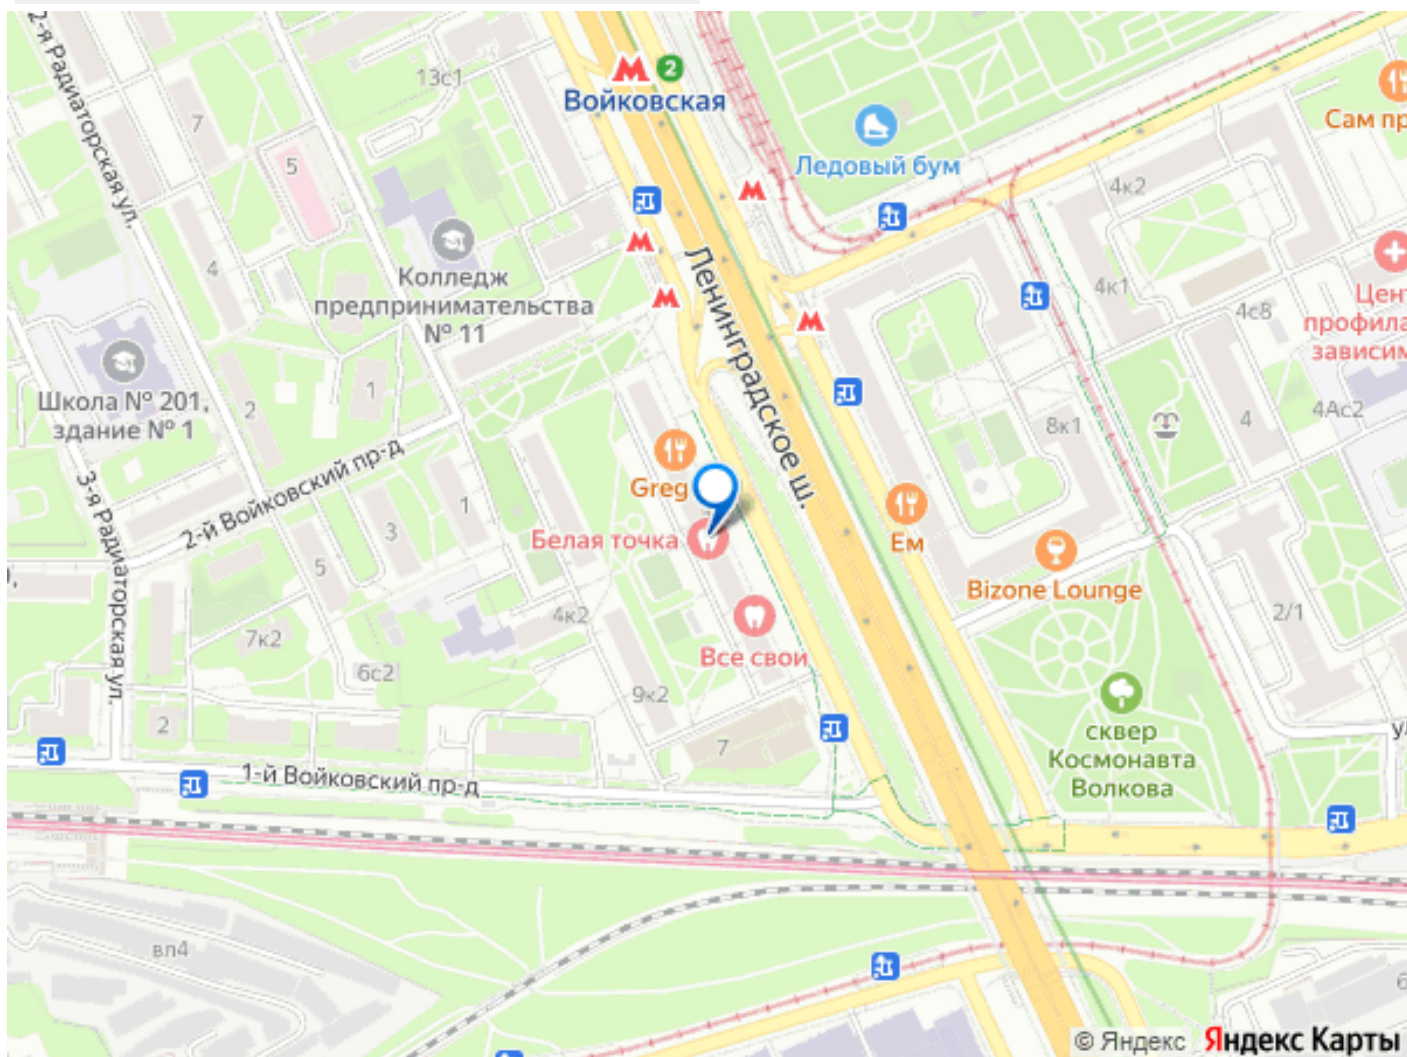 2-я Радиаторская ул.
13с1
2
Войковская
7
5
Ледовый бум
Сам пр
4к2
4
Колледж
предпринимательства
№ 11
Ленинградское ш.
4к1
4с8
Цент
профила
зависим
Школа № 201,
здание № 1
2
1
8к1
4
4Ас2
2-й Войковский пр-д
3-я Радиаторская ул.
Greg
1
3
5
Белая точка
Ем
Bizone Lounge
4к2
7к2
6с2
Все свои
2/1
9к2
2
7
сквер
Космонавта
Волкова
1-й Войковский пр-д
вл4
6
© Яндекс Яндекс Карты